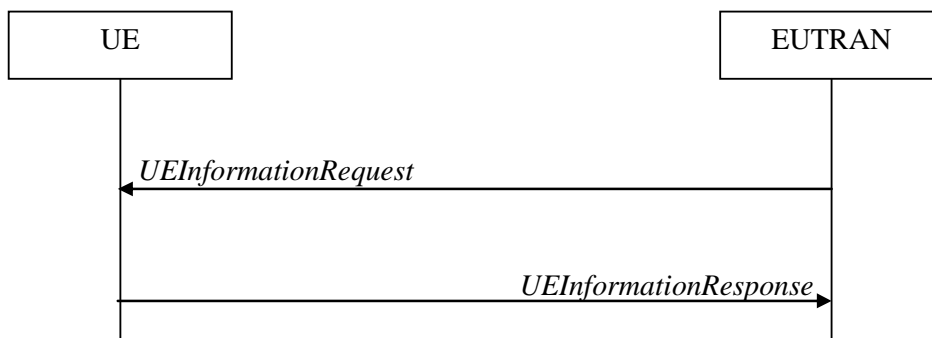 UE
EUTRAN
UEInformationRequest
UEInformationResponse